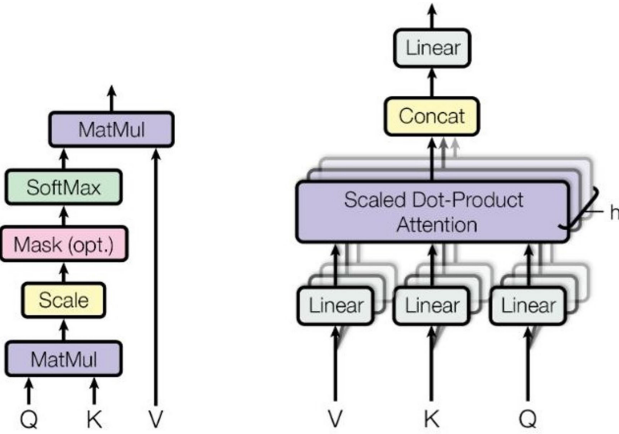 MatMul
SoftMax
Mask (opt.)
Scale
MatMul
Q K V
Linear
Concat
Scaled Dot-Product
Attention
h
Linear Linear Linear
V K Q